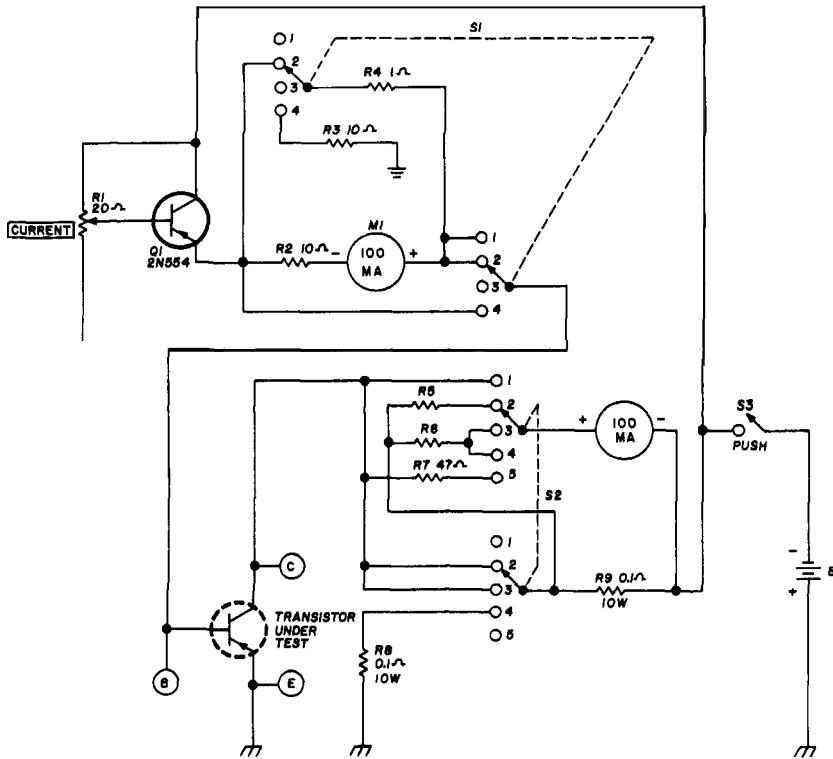 S1
1
2
3
4
R4 1Ω
R3 10Ω
R1
20Ω
CURRENT
Q1
2N554
R2 10Ω
-
M1
100
MA
+
1
2
3
4
R5
R6
R7 47Ω
1
2
3
4
5
+
100
MA
-
S3
PUSH
S2
1
2
3
4
5
R9 0.1Ω
10W
-
+
C
TRANSISTOR
UNDER
TEST
B
E
R8
0.1Ω
10W